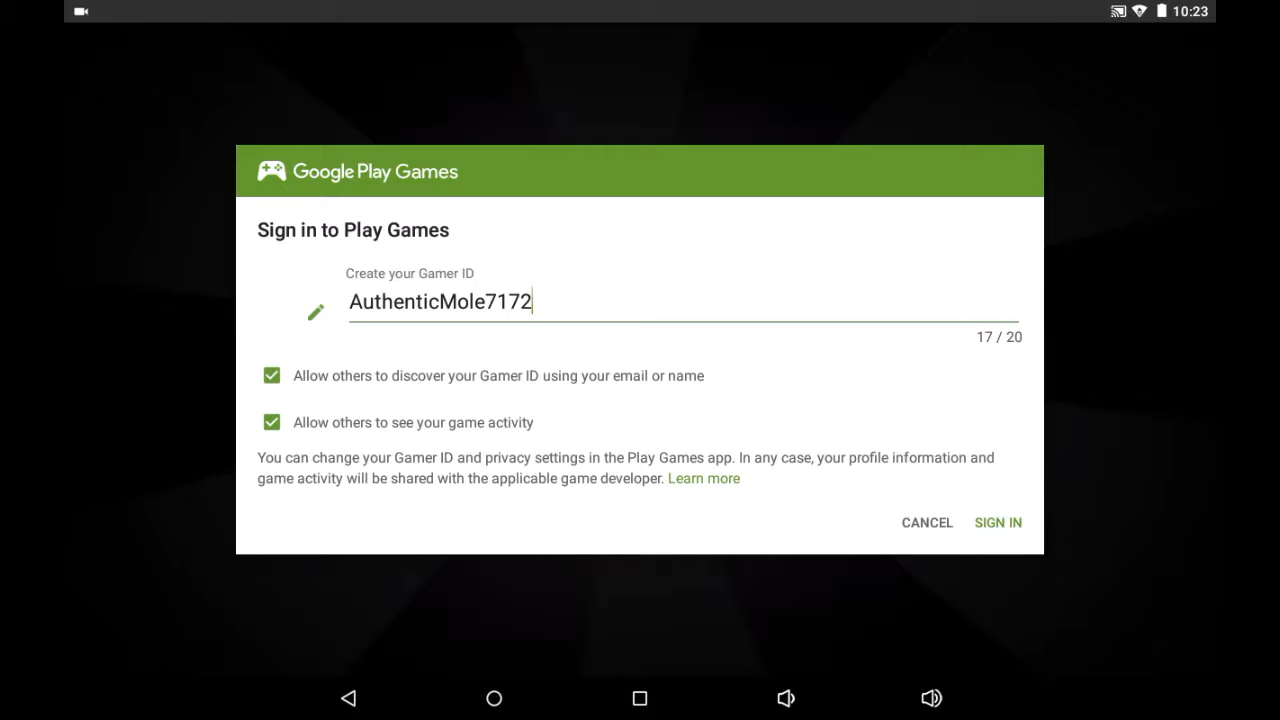 10:23
Google Play Games
Sign in to Play Games
Create your Gamer ID
AuthenticMole7172
17 / 20
Allow others to discover your Gamer ID using your email or name
Allow others to see your game activity
You can change your Gamer ID and privacy settings in the Play Games app. In any case, your profile information and
game activity will be shared with the applicable game developer. Learn more
CANCEL SIGN IN